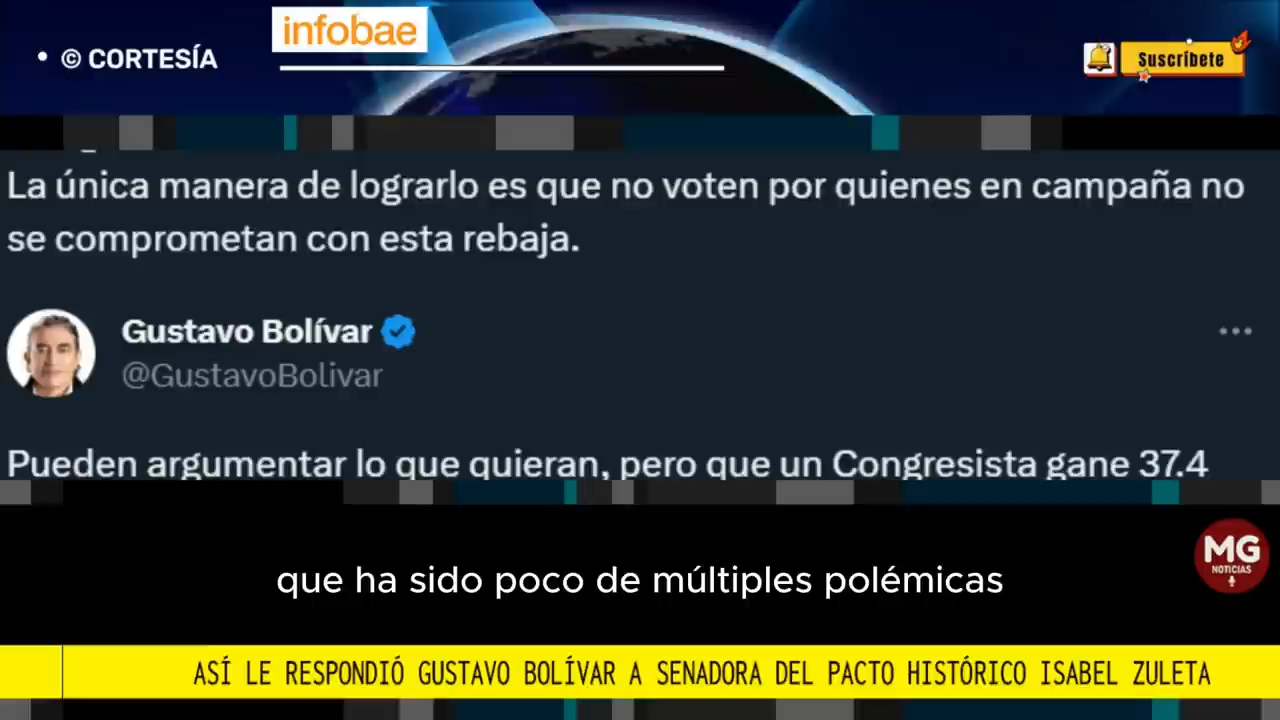 infobae
• © CORTESÍA
Suscríbete
La única manera de lograrlo es que no voten por quienes en campaña no
se comprometan con esta rebaja.
Gustavo Bolívar
@GustavoBolivar
Pueden argumentar lo que quieran, pero que un Congresista gane 37.4
MG
NOTICIAS
que ha sido poco de múltiples polémicas
ASÍ LE RESPONDIÓ GUSTAVO BOLÍVAR A SENADORA DEL PACTO HISTÓRICO ISABEL ZULETA